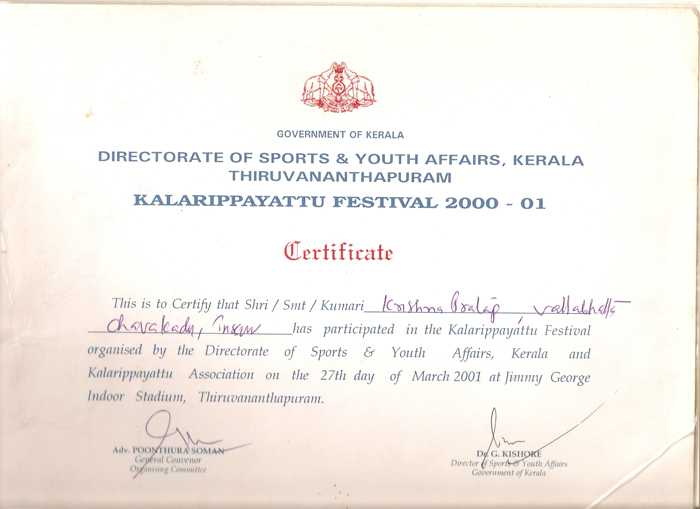 GOVERNMENT OF KERALA
DIRECTORATE OF SPORTS & YOUTH AFFAIRS, KERALA
THIRUVANANTHAPURAM
KALARIPPAYATTU FESTIVAL 2000 - 01
Certificate
This is to Certify that Shri / Smt / Kumari Krishna Pratap, vallabhatta
Chavakadu, has participated in the Kalarippayattu Festival
organised by the Directorate of Sports & Youth Affairs, Kerala and
Kalarippayattu Association on the 27th day of March 2001 at Jimmy George
Indoor Stadium, Thiruvananthapuram.
Adv. POONTHURA SOMAN
General Convenor
Organising Committee
Dr. G. KISHORE
Director of Sports & Youth Affairs
Government of Kerala